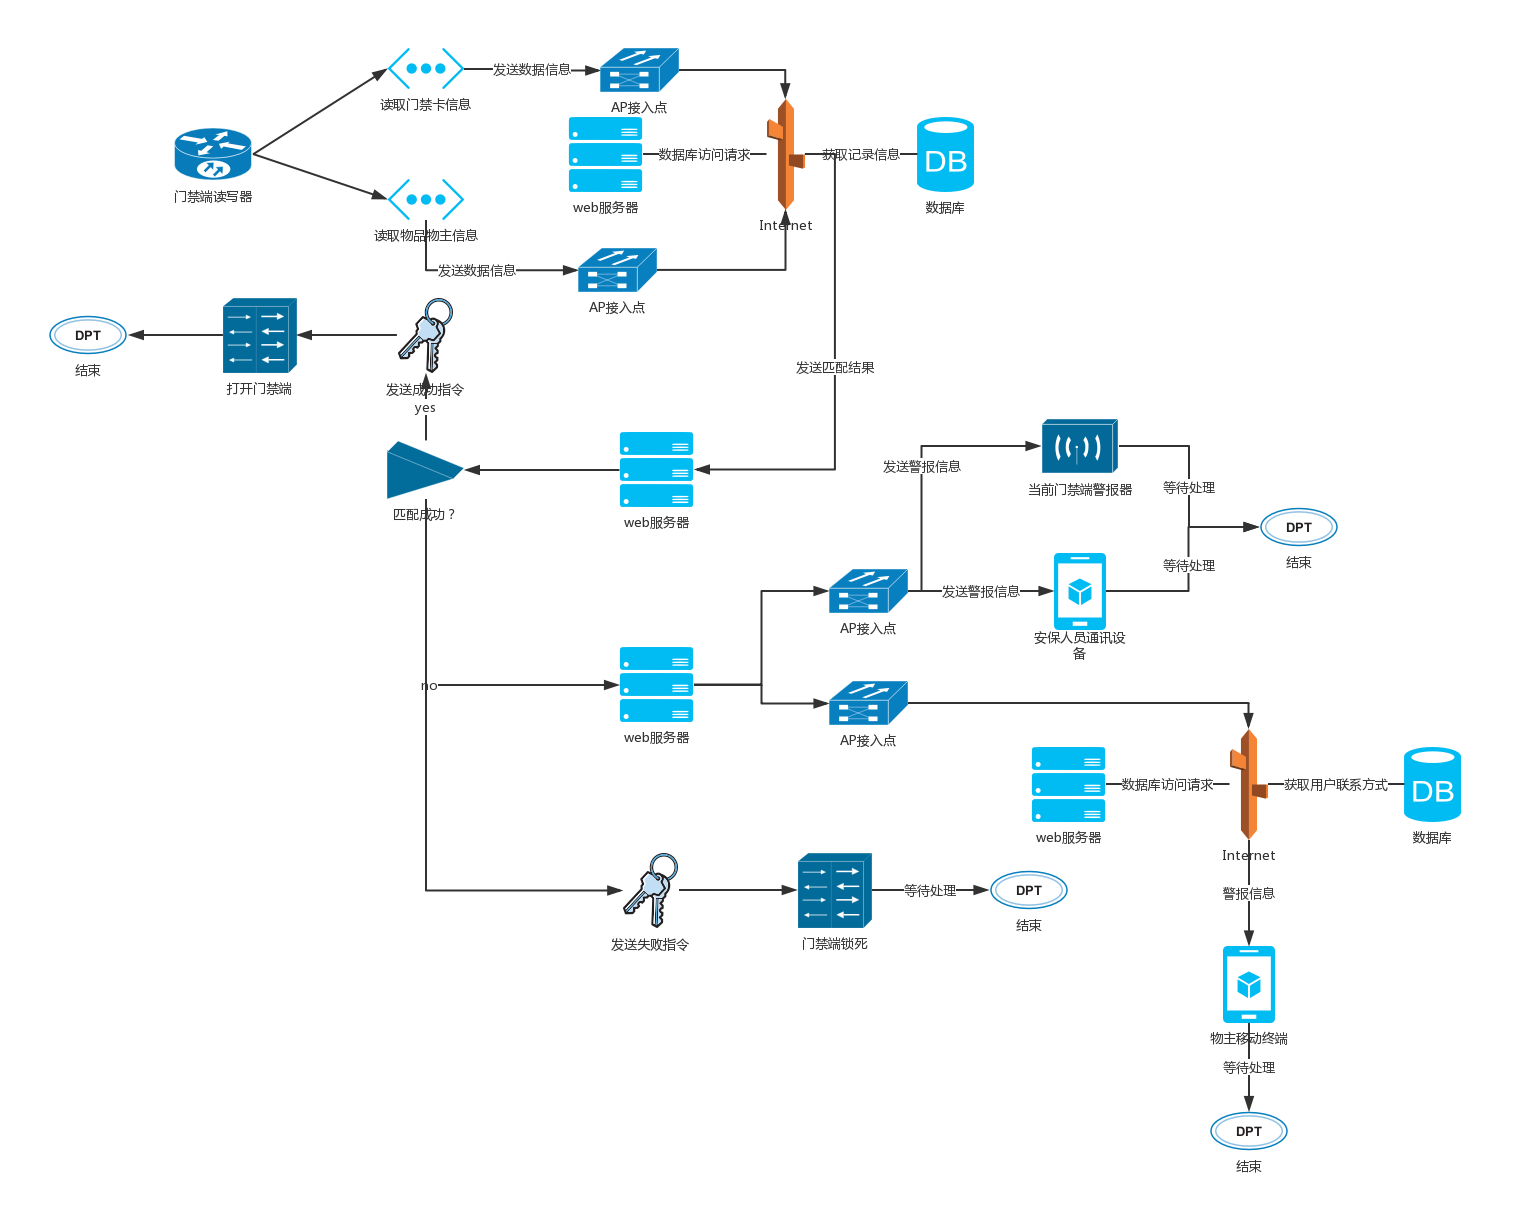 发送数据信息
读取门禁卡信息
AP接入点
门禁端读写器
数据库访问请求
获取记录信息
DB
web服务器
数据库
Internet
读取物品物主信息
发送数据信息
AP接入点
DPT
结束
打开门禁端
发送成功指令
yes
发送匹配结果
匹配成功？
web服务器
发送警报信息
当前门禁端警报器
等待处理
DPT
结束
等待处理
发送警报信息
AP接入点
安保人员通讯设
备
no
web服务器
AP接入点
数据库访问请求
获取用户联系方式
DB
web服务器
数据库
Internet
警报信息
发送失败指令
门禁端锁死
等待处理
DPT
结束
物主移动终端
等待处理
DPT
结束